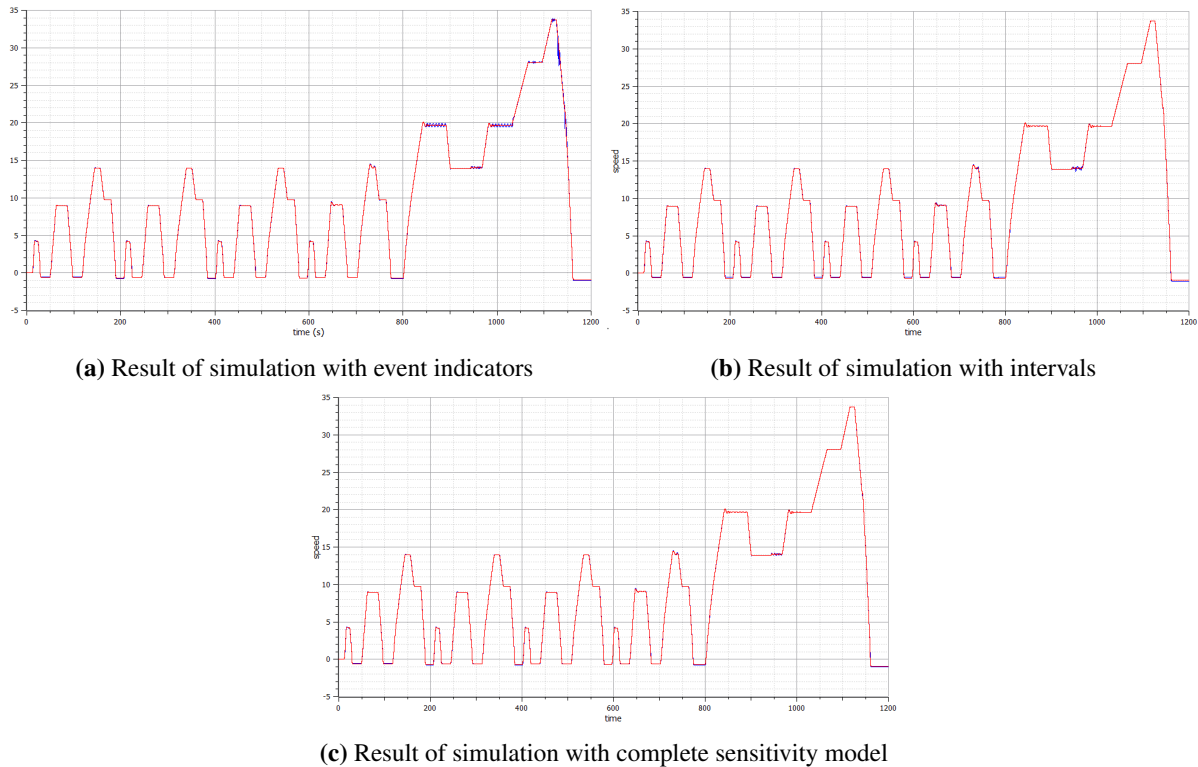 35
30
25
20
15
10
5
0
-5
0 200 400 600 800 1000 1200
time (s)
(a) Result of simulation with event indicators
35
30
25
20
15
10
5
0
-5
speed
0 200 400 600 800 1000 1200
time
(b) Result of simulation with intervals
35
30
25
20
15
10
5
0
-5
speed
0 200 400 600 800 1000 1200
time
(c) Result of simulation with complete sensitivity model